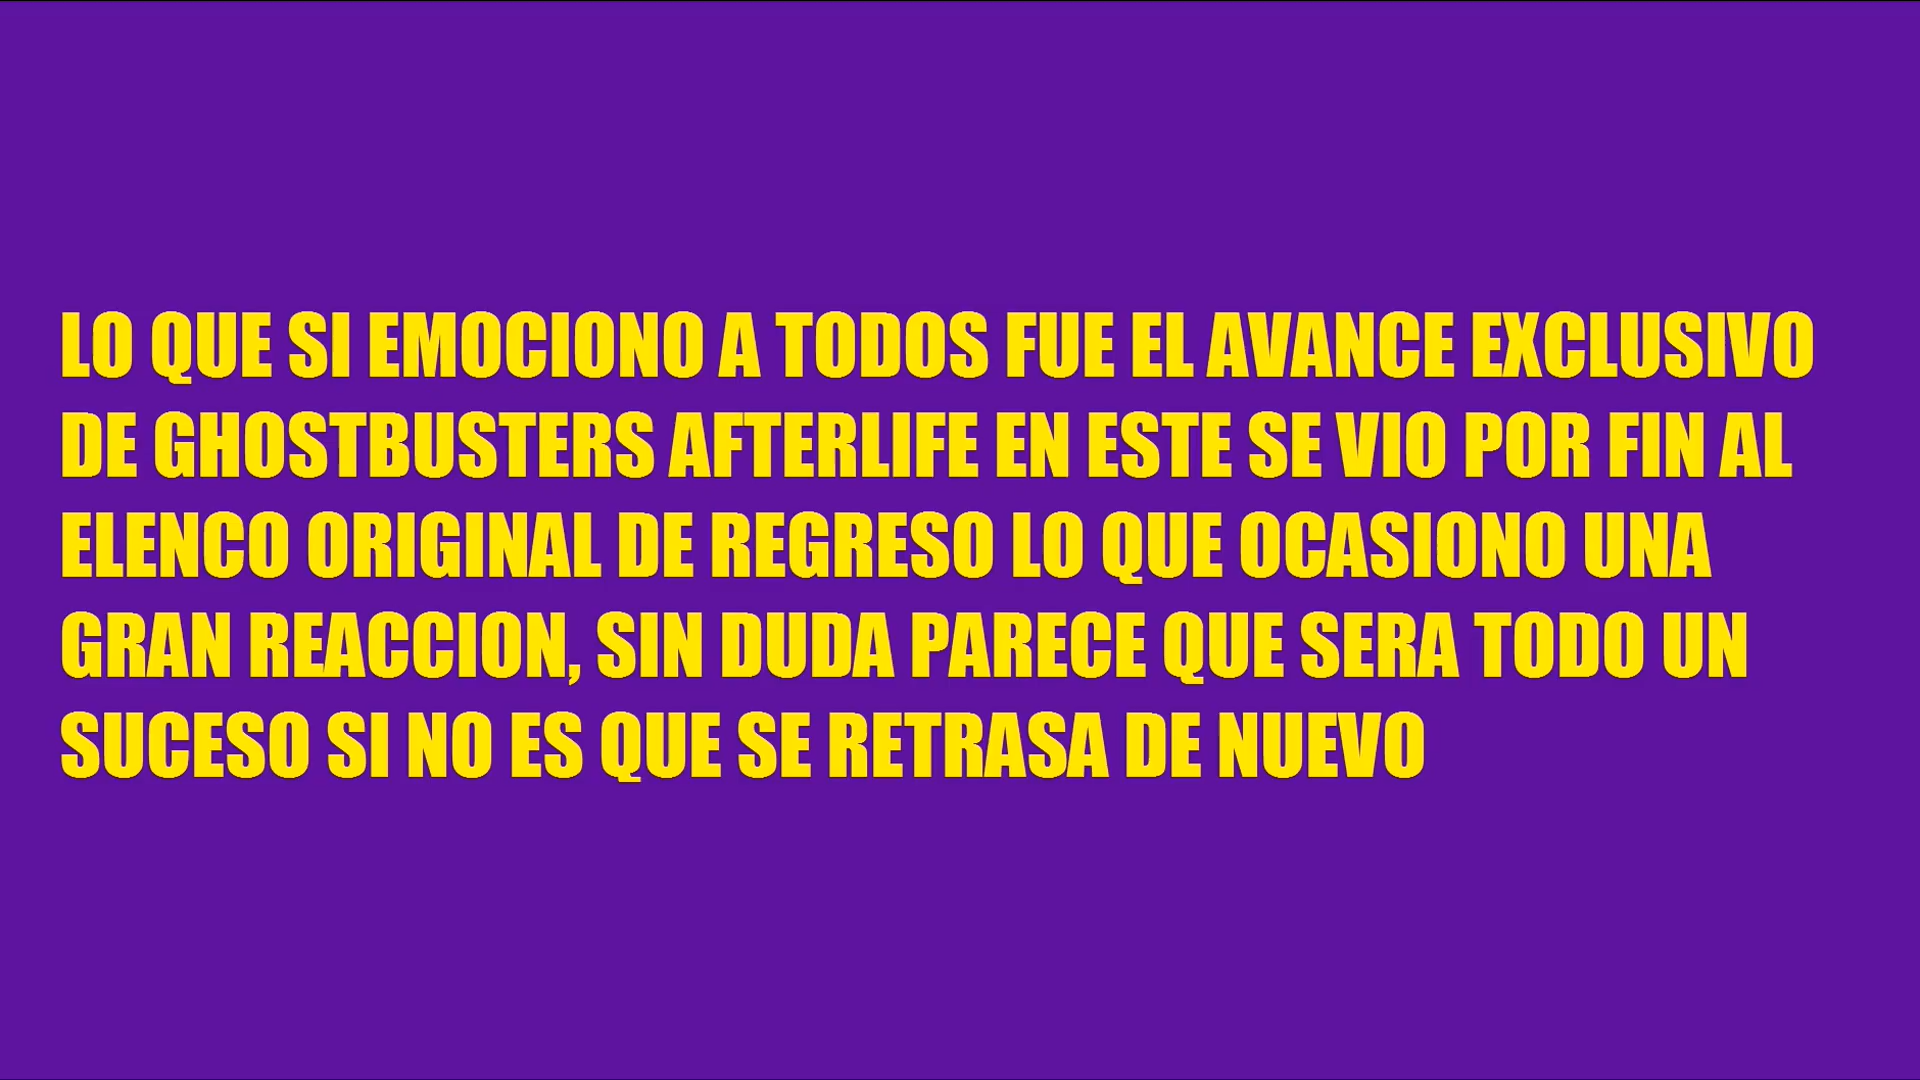 LO QUE SI EMOCIONO A TODOS FUE EL AVANCE EXCLUSIVO
DE GHOSTBUSTERS AFTERLIFE EN ESTE SE VIO POR FIN AL
ELENCO ORIGINAL DE REGRESO LO QUE OCASIONO UNA
GRAN REACCION, SIN DUDA PARECE QUE SERA TODO UN
SUCESO SI NO ES QUE SE RETRASA DE NUEVO